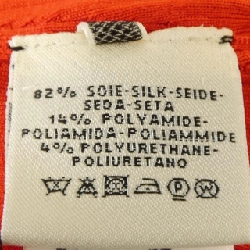 82% SOIE-SILK-SEIDE-
SEDA-SETA
14% POLYAMIDE-
POLIAMIDA-POLIAMMIDE
4% POLYURETHANE-
POLIURETANO